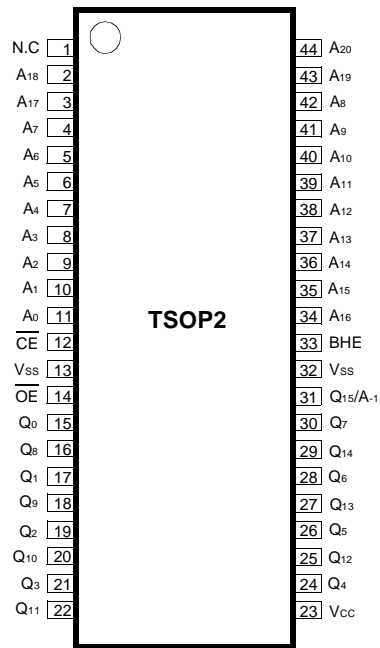 N.C 1 44 A20
A18 2 43 A19
A17 3 42 A8
A7 4 41 A9
A6 5 40 A10
A5 6 39 A11
A4 7 38 A12
A3 8 37 A13
A2 9 36 A14
A1 10 35 A15
A0 11 34 A16
TSOP2
CE 12 33 BHE
VSS 13 32 VSS
OE 14 31 Q15/A-1
Q0 15 30 Q7
Q8 16 29 Q14
Q1 17 28 Q6
Q9 18 27 Q13
Q2 19 26 Q5
Q10 20 25 Q12
Q3 21 24 Q4
Q11 22 23 VCC